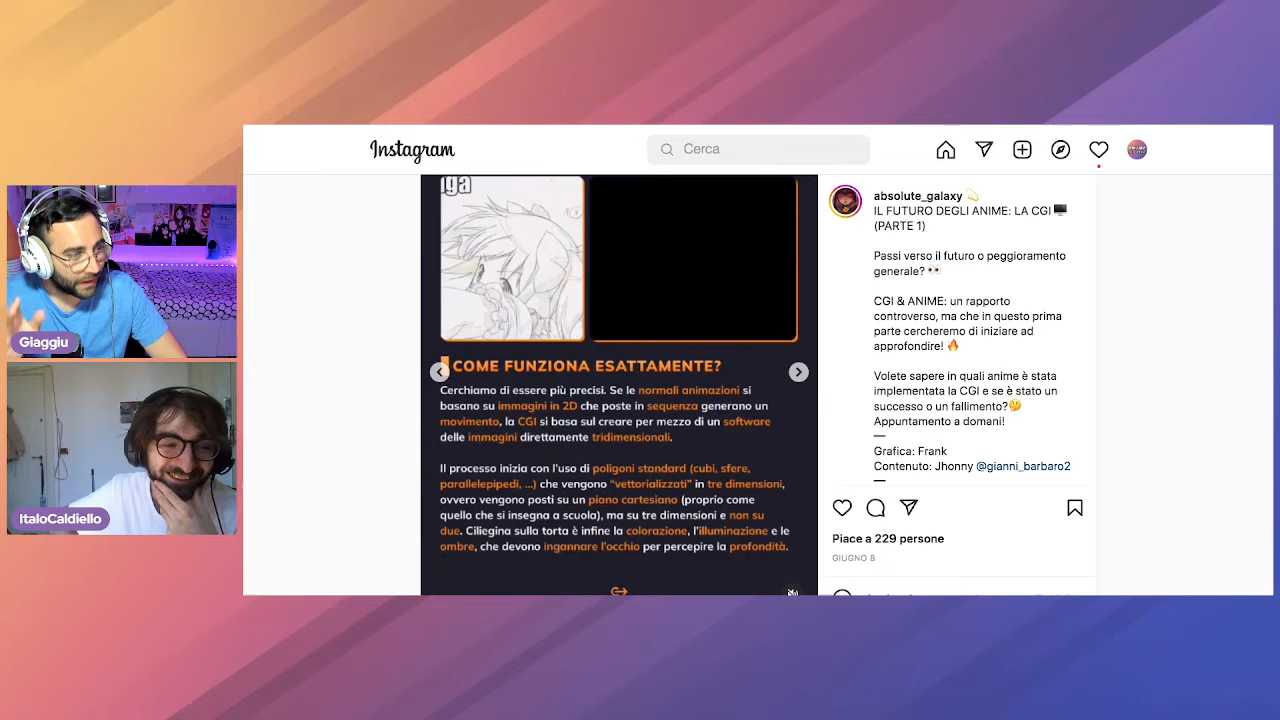 Instagram
Cerca
Giaggiu
ItaloCaldiello
COME FUNZIONA ESATTAMENTE?
Cerchiamo di essere più precisi. Se le normali animazioni si
basano su immagini in 2D che poste in sequenza generano un
movimento, la CGI si basa sul creare per mezzo di un software
delle immagini direttamente tridimensionali.
Il processo inizia con l'uso di poligoni standard (cubi, sfere,
parallelepipedi, ...) che vengono "vettorializzati" in tre dimensioni,
ovvero vengono posti su un piano cartesiano (proprio come
quello che si insegna a scuola), ma su tre dimensioni e non su
due. Ciliegina sulla torta è infine la colorazione, l'illuminazione e le
ombre, che devono ingannare l'occhio per percepire la profondità.
absolute_galaxy 💫
IL FUTURO DEGLI ANIME: LA CGI 🖥️
(PARTE 1)
Passi verso il futuro o peggioramento
generale? 👀
CGI & ANIME: un rapporto
controverso, ma che in questo prima
parte cercheremo di iniziare ad
approfondire! 🔥
Volete sapere in quali anime è stata
implementata la CGI e se è stato un
successo o un fallimento?🤔
Appuntamento a domani!
—
Grafica: Frank
Contenuto: Jhonny @gianni_barbaro2
—
Piace a 229 persone
GIUGNO 8